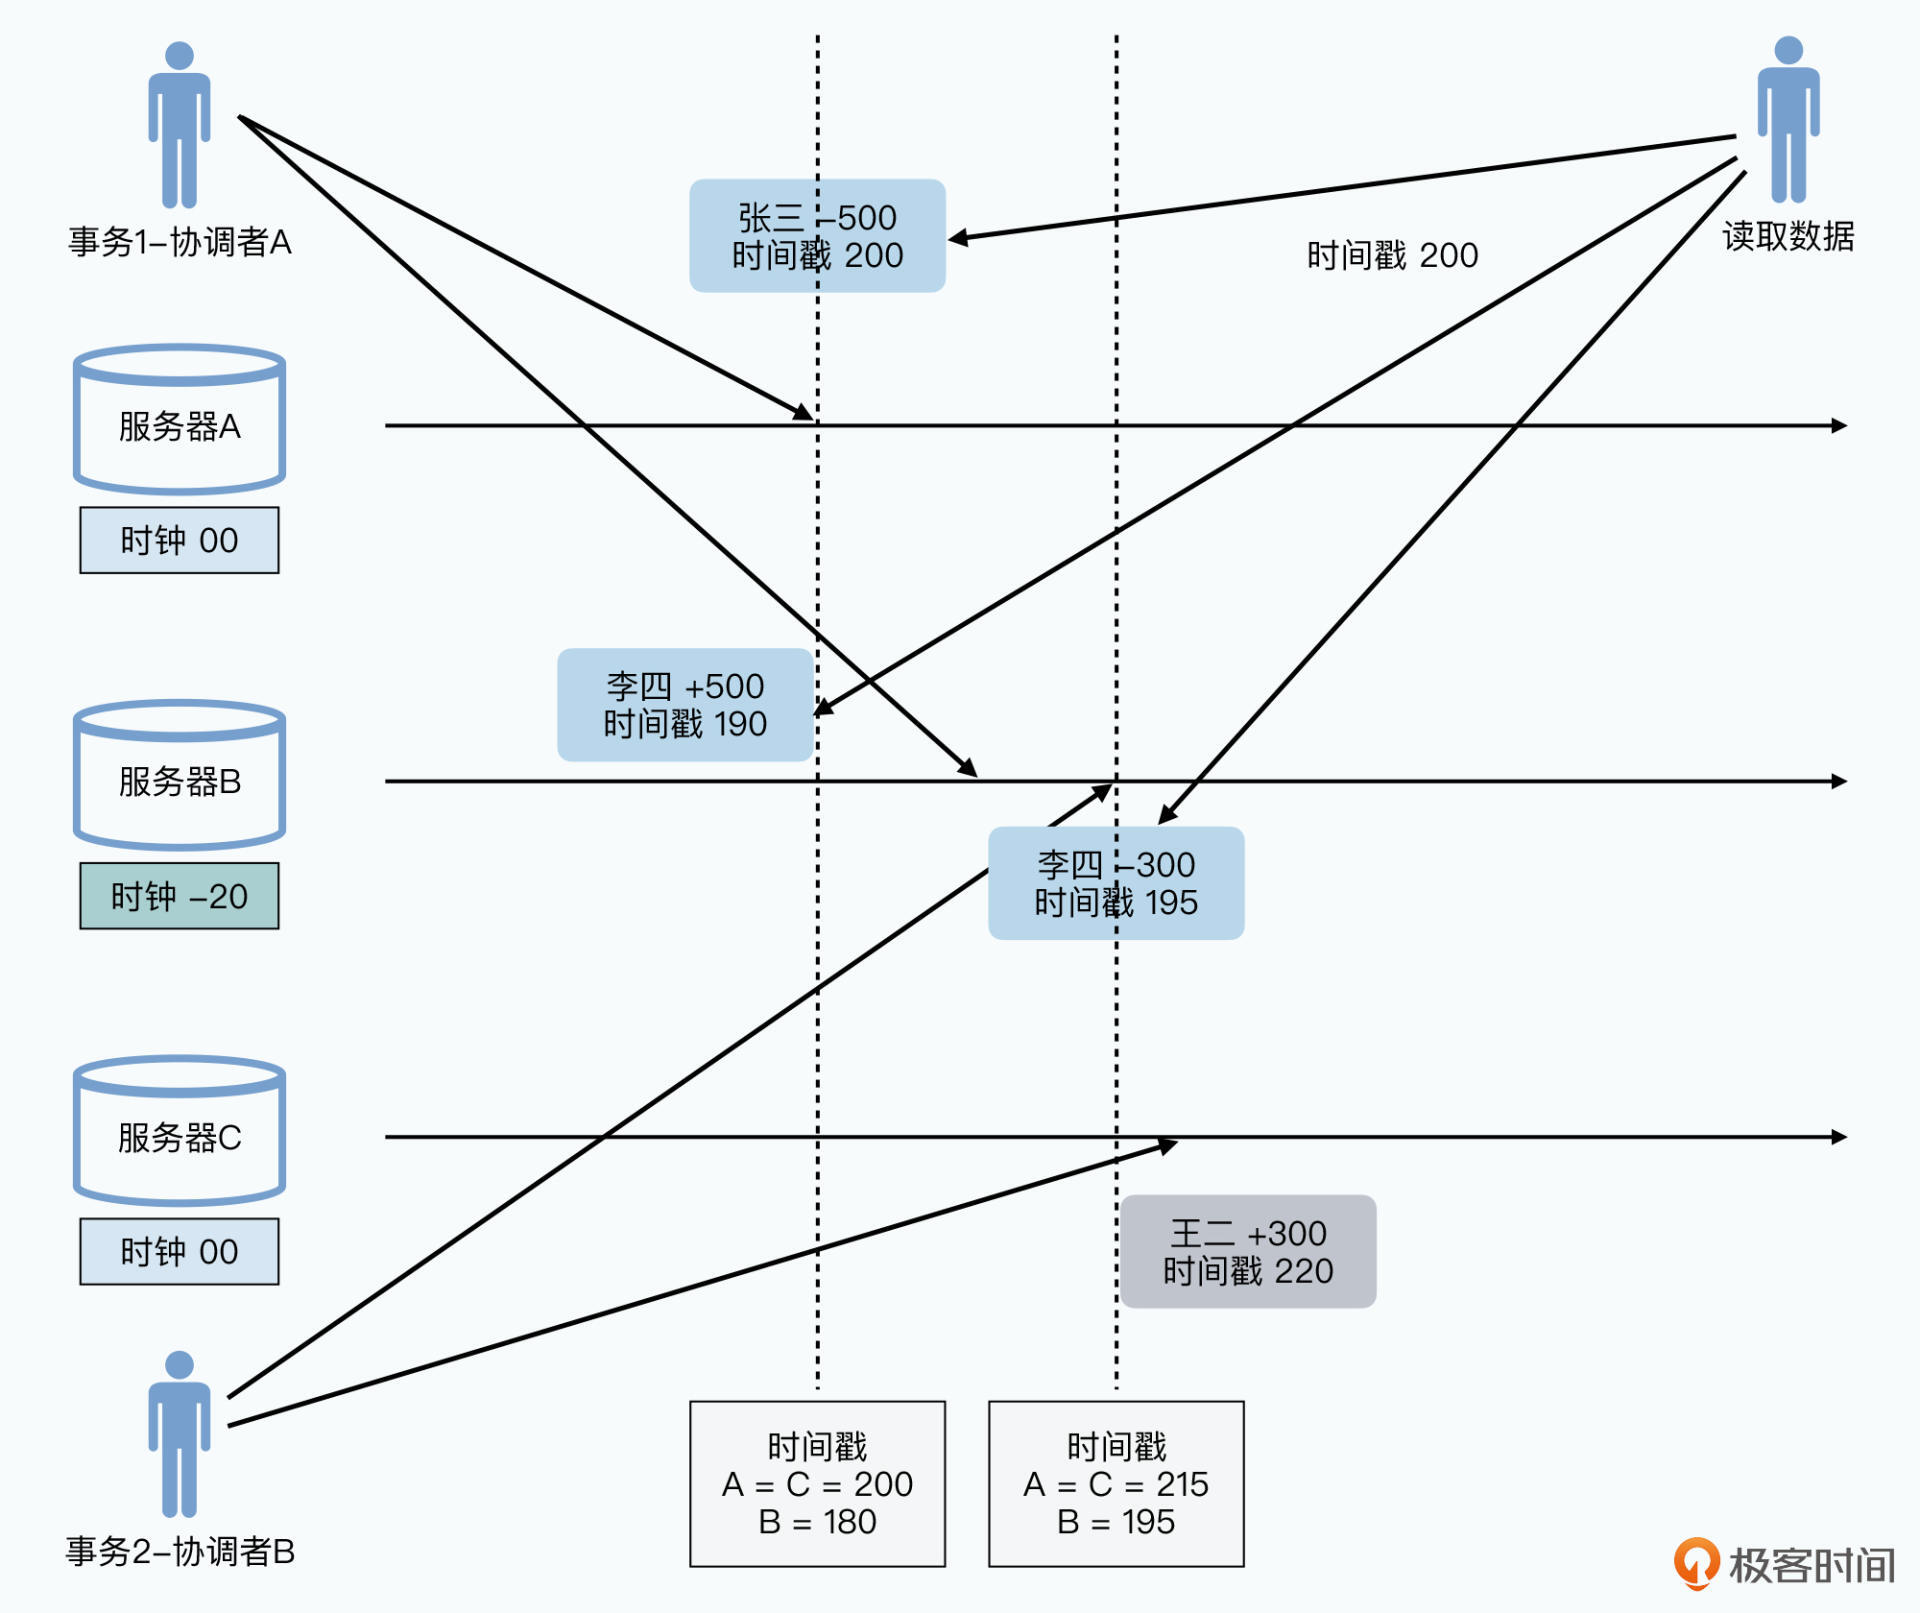 事务1-协调者A
读取数据
张三 -500
时间戳 200
时间戳 200
服务器A
时钟 00
李四 +500
时间戳 190
服务器B
时钟 -20
李四 -300
时间戳 195
服务器C
时钟 00
王二 +300
时间戳 220
事务2-协调者B
时间戳
A = C = 200
B = 180
时间戳
A = C = 215
B = 195
极客时间